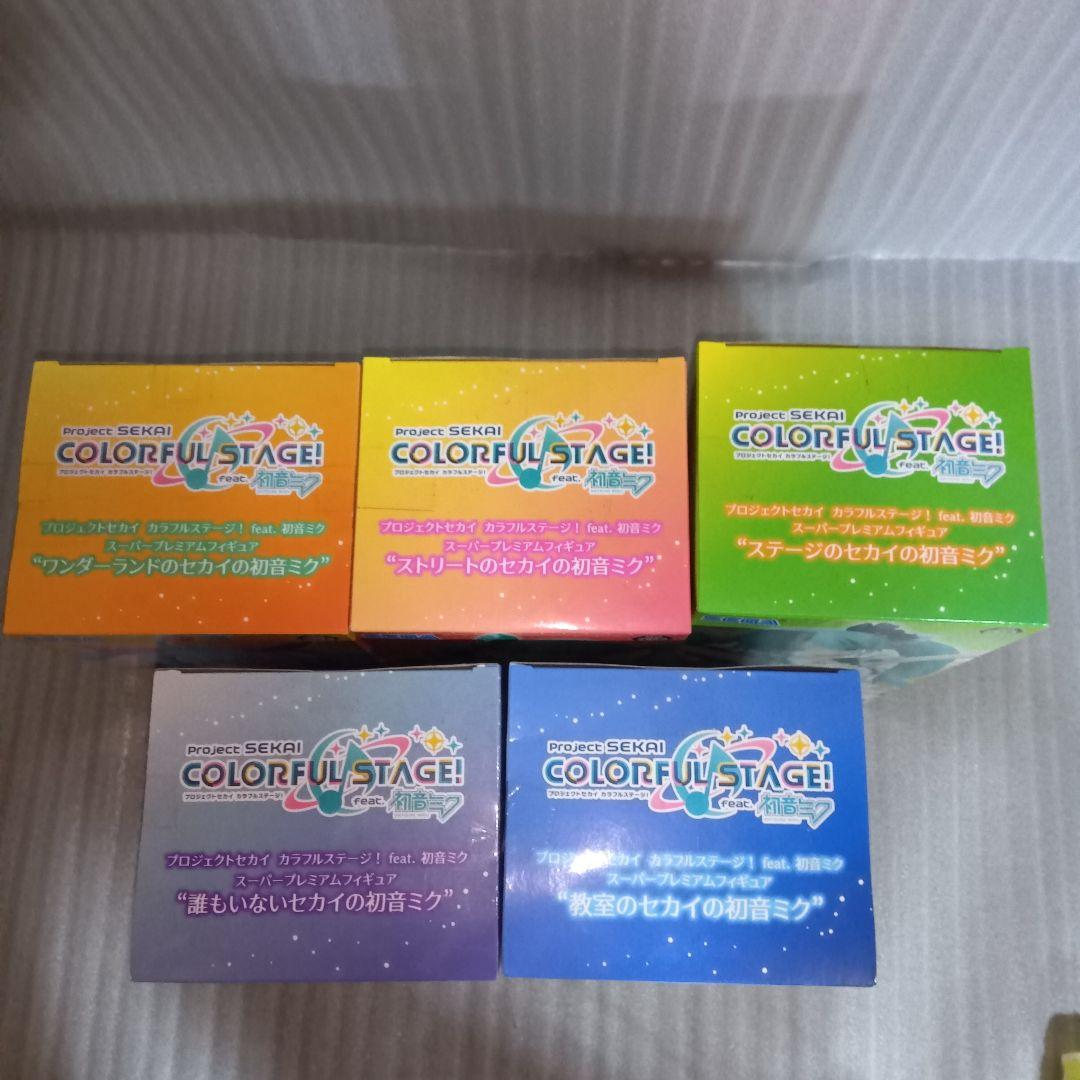 Project SEKAI
COLORFUL STAGE!
プロジェクトセカイ カラフルステージ!
feat. 初音ミク
プロジェクトセカイ カラフルステージ! feat. 初音ミク
スーパープレミアムフィギュア
“ワンダーランドのセカイの初音ミク”
Project SEKAI
COLORFUL STAGE!
プロジェクトセカイ カラフルステージ!
feat. 初音ミク
プロジェクトセカイ カラフルステージ! feat. 初音ミク
スーパープレミアムフィギュア
“ストリートのセカイの初音ミク”
Project SEKAI
COLORFUL STAGE!
プロジェクトセカイ カラフルステージ!
feat. 初音ミク
プロジェクトセカイ カラフルステージ! feat. 初音ミク
スーパープレミアムフィギュア
“ステージのセカイの初音ミク”
Project SEKAI
COLORFUL STAGE!
プロジェクトセカイ カラフルステージ!
feat. 初音ミク
プロジェクトセカイ カラフルステージ! feat. 初音ミク
スーパープレミアムフィギュア
“誰もいないセカイの初音ミク”
Project SEKAI
COLORFUL STAGE!
プロジェクトセカイ カラフルステージ!
feat. 初音ミク
プロジェクトセカイ カラフルステージ! feat. 初音ミク
スーパープレミアムフィギュア
“教室のセカイの初音ミク”